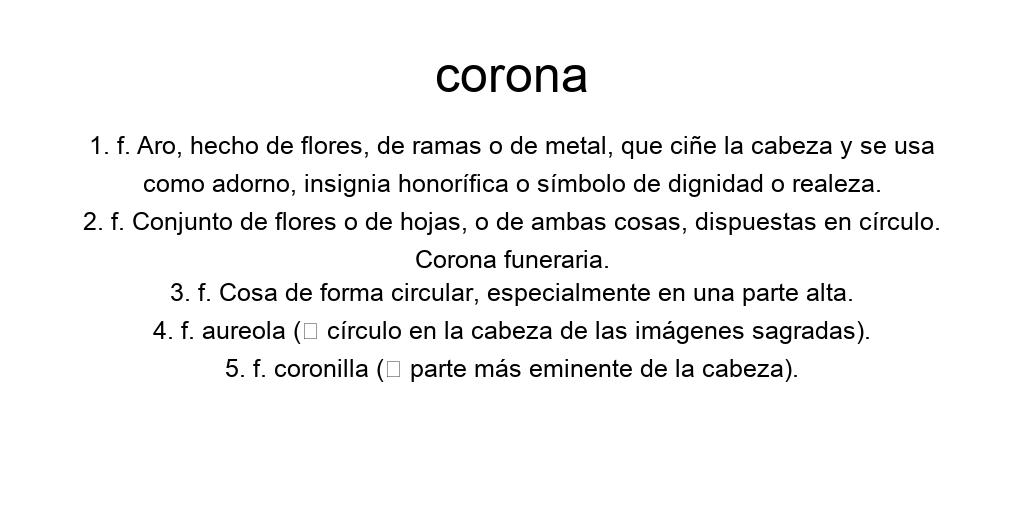 corona
1. f. Aro, hecho de flores, de ramas o de metal, que ciñe la cabeza y se usa
como adorno, insignia honorífica o símbolo de dignidad o realeza.
2. f. Conjunto de flores o de hojas, o de ambas cosas, dispuestas en círculo.
Corona funeraria.
3. f. Cosa de forma circular, especialmente en una parte alta.
4. f. aureola (▯ círculo en la cabeza de las imágenes sagradas).
5. f. coronilla (▯ parte más eminente de la cabeza).